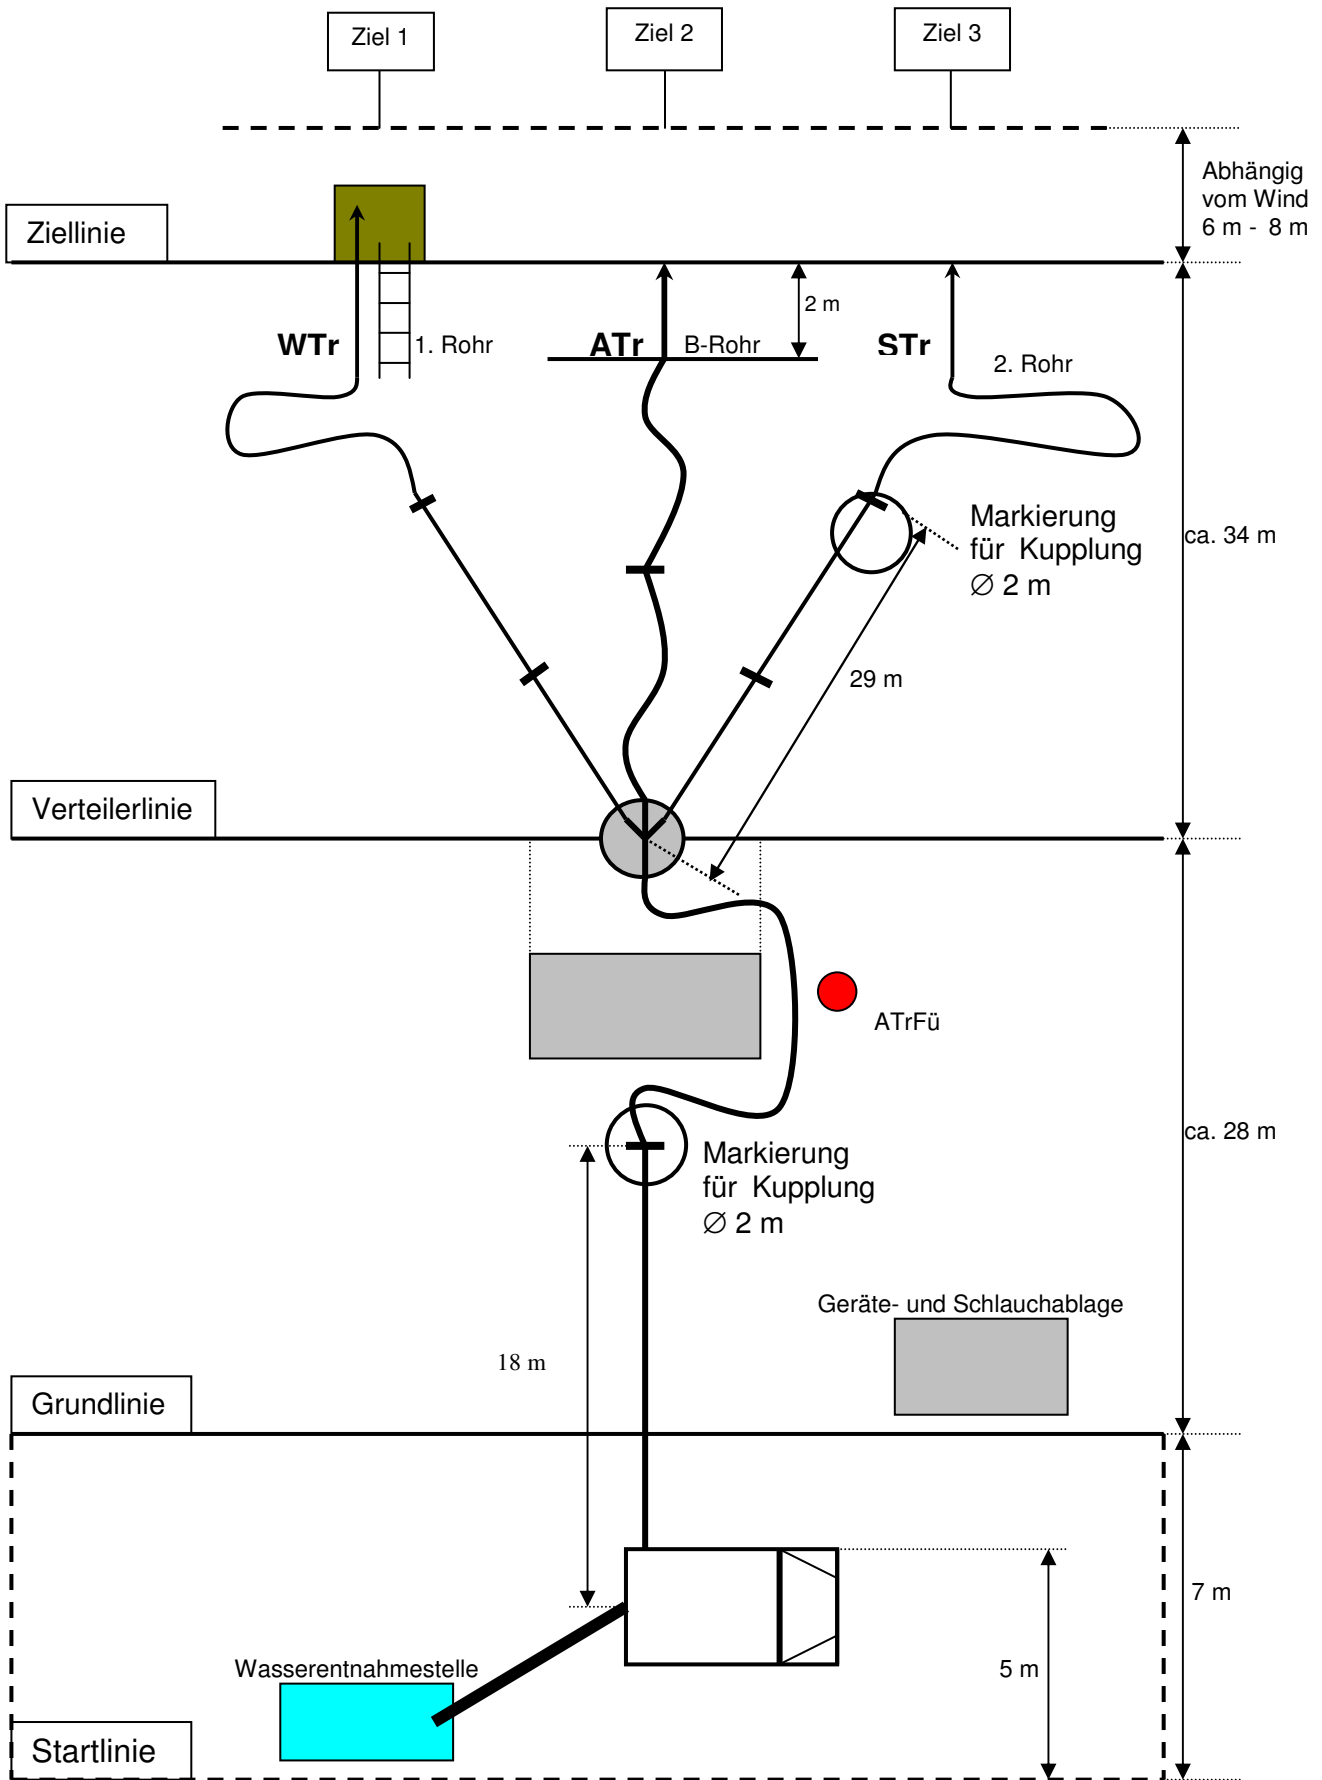 Ziel 1
Ziel 2
Ziel 3
Abhängig
vom Wind
6 m - 8 m
Ziellinie
2 m
WTr
1. Rohr
ATr
B-Rohr
STr
2. Rohr
Markierung
für Kupplung
∅ 2 m
ca. 34 m
29 m
Verteilerlinie
ATrFü
ca. 28 m
Markierung
für Kupplung
∅ 2 m
Geräte- und Schlauchablage
18 m
Grundlinie
7 m
Wasserentnahmestelle
5 m
Startlinie